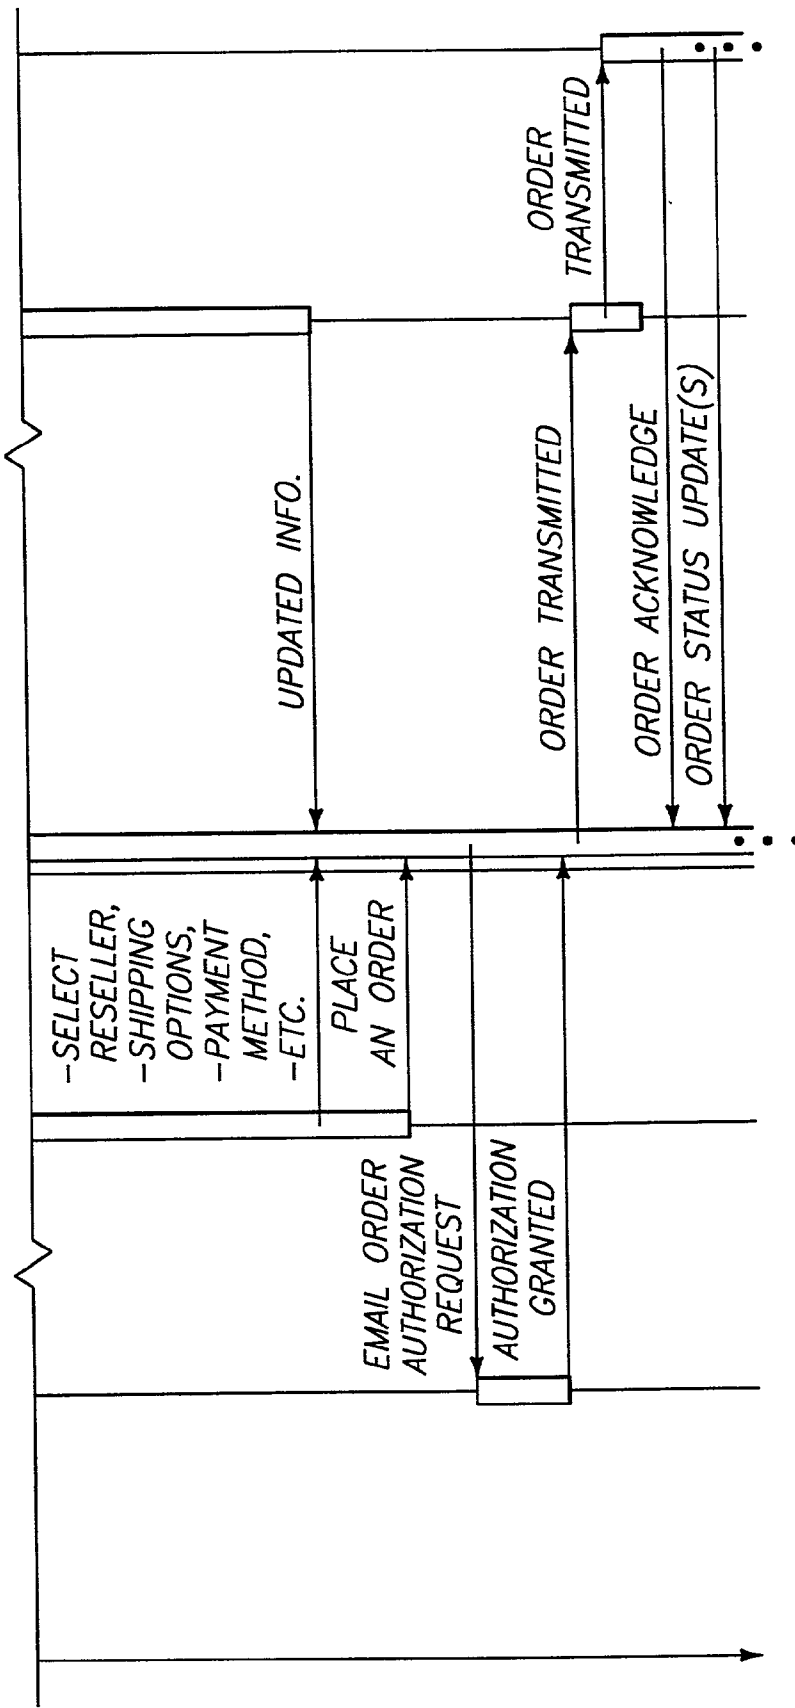 -SELECT
RESELLER,
-SHIPPING
OPTIONS,
-PAYMENT
METHOD,
-ETC.
UPDATED INFO.
PLACE
AN ORDER
EMAIL ORDER
AUTHORIZATION
REQUEST
AUTHORIZATION
GRANTED
ORDER TRANSMITTED
ORDER
TRANSMITTED
ORDER ACKNOWLEDGE
ORDER STATUS UPDATE(S)